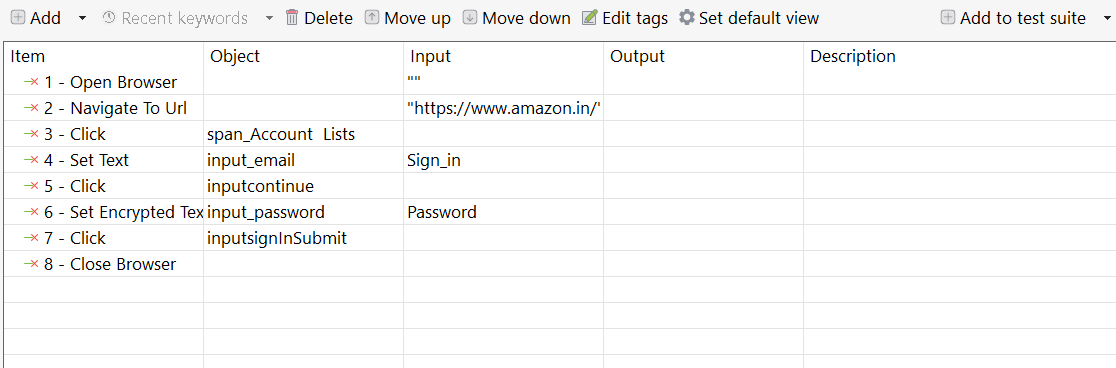 Add Recent keywords Delete Move up Move down Edit tags Set default view Add to test suite
Item Object Input Output Description
1 - Open Browser ""
2 - Navigate To Url "https://www.amazon.in/"
3 - Click span_Account  Lists
4 - Set Text input_email Sign_in
5 - Click inputcontinue
6 - Set Encrypted Tex input_password Password
7 - Click inputsignInSubmit
8 - Close Browser